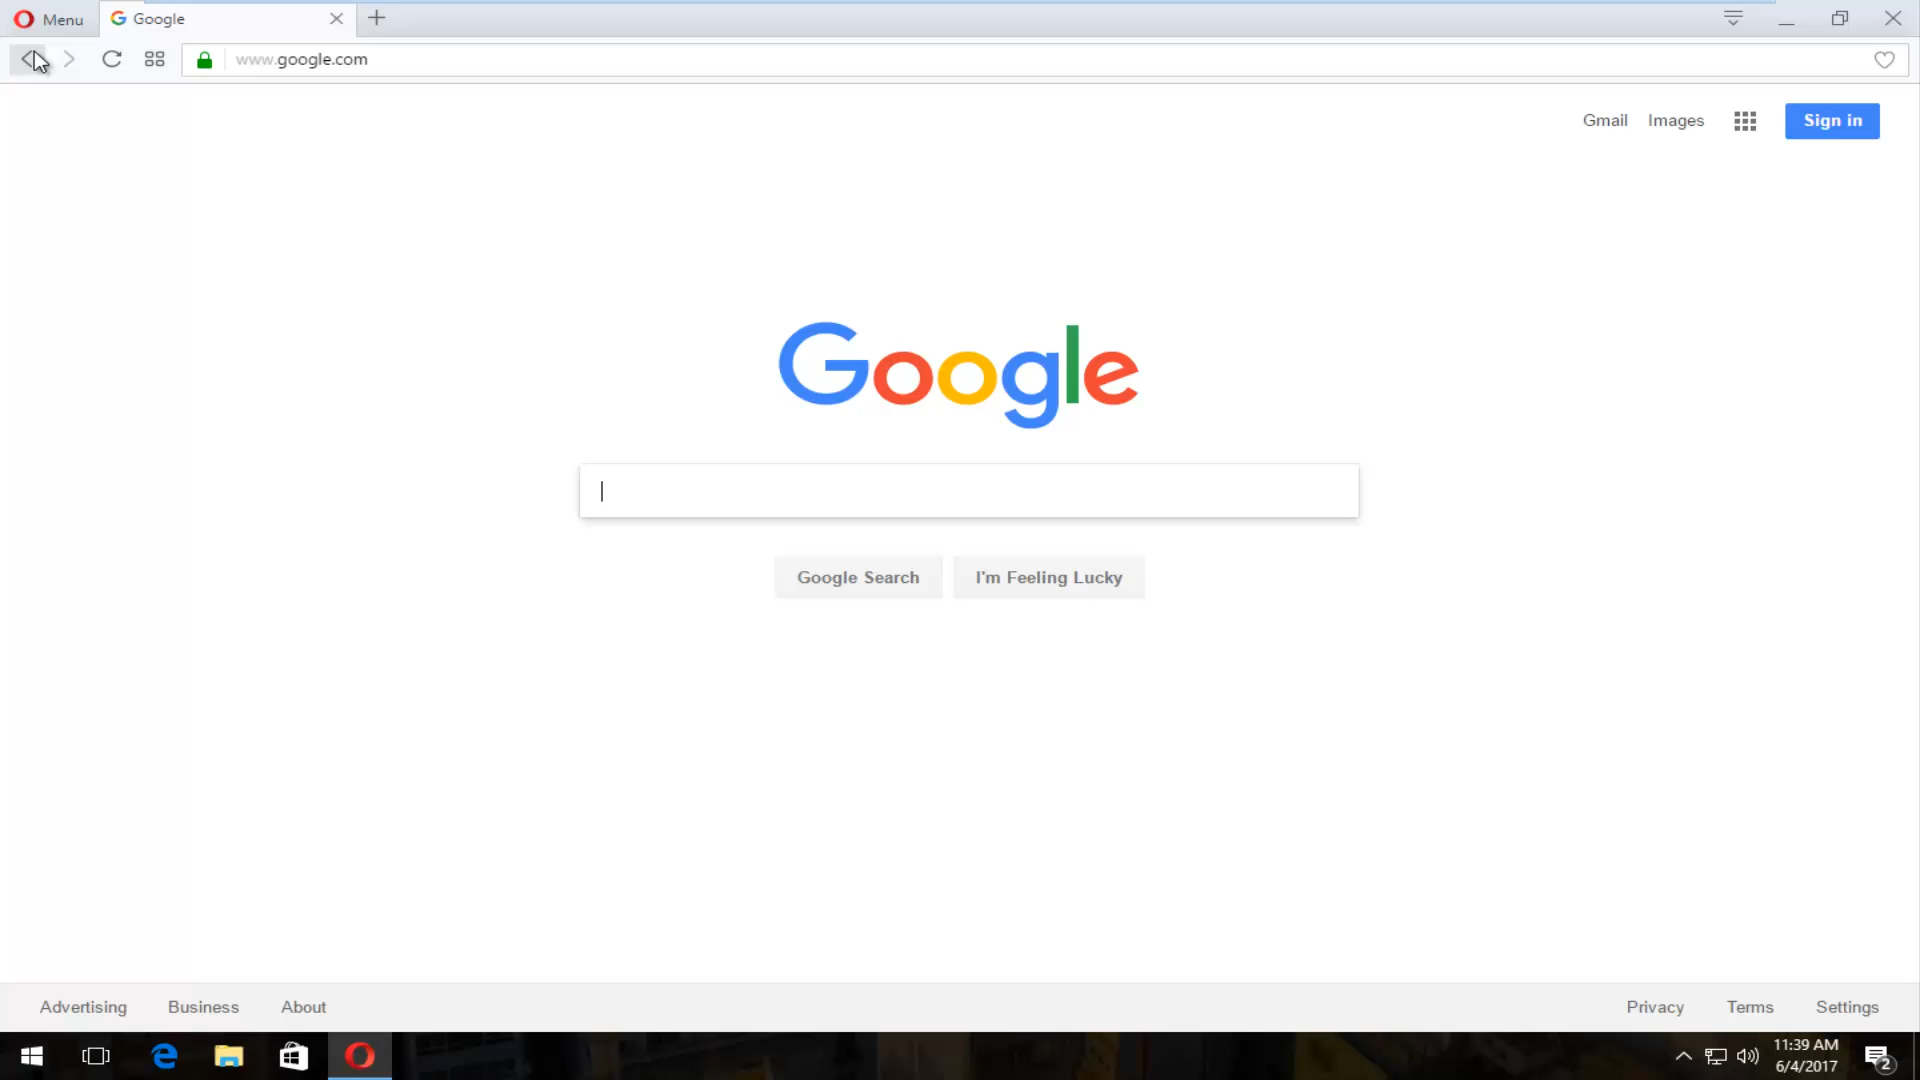 Menu
Google
www.google.com
Gmail Images Sign in
Google
Google Search I'm Feeling Lucky
Advertising Business About Privacy Terms Settings
11:39 AM
6/4/2017
2